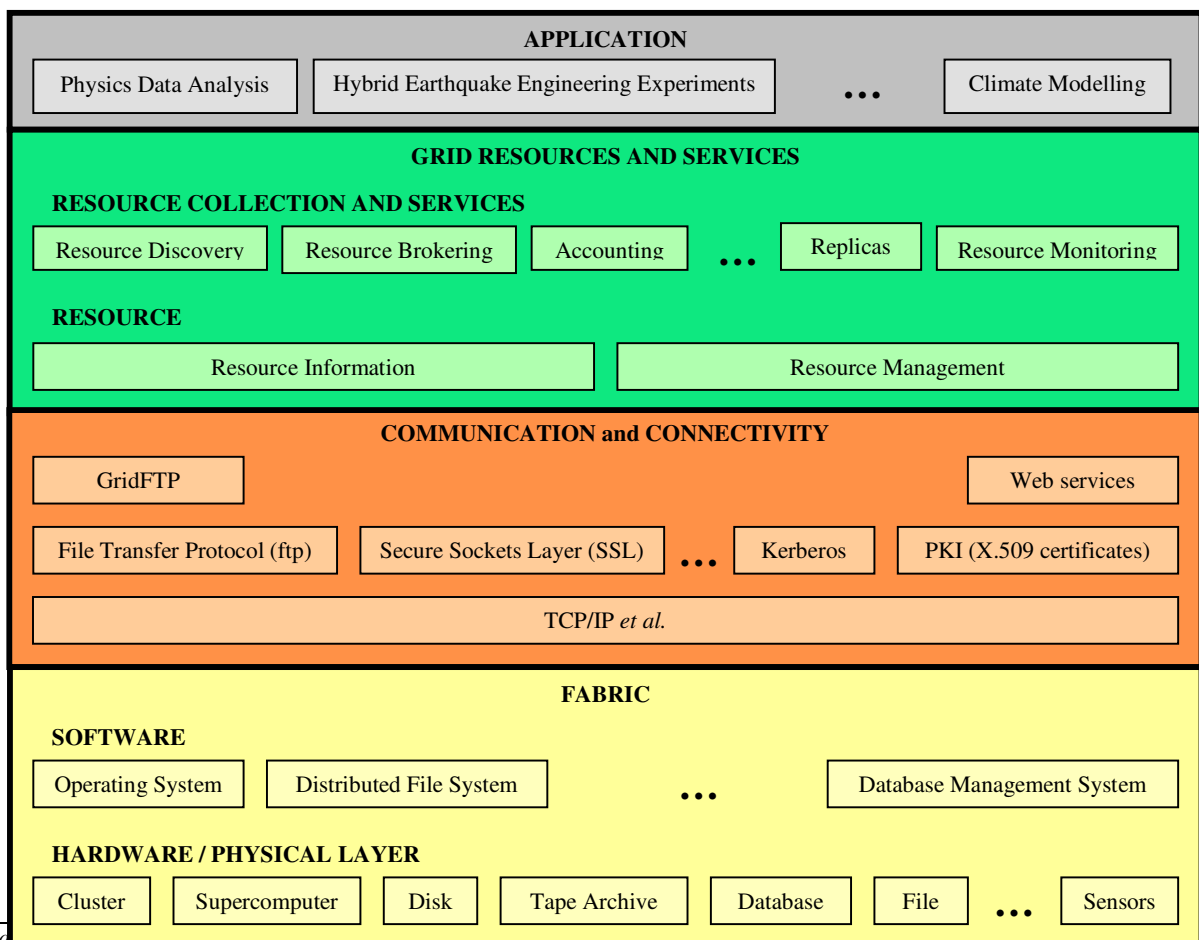 APPLICATION
Physics Data Analysis
Hybrid Earthquake Engineering Experiments
...
Climate Modelling
GRID RESOURCES AND SERVICES
RESOURCE COLLECTION AND SERVICES
Resource Discovery
Resource Brokering
Accounting
...
Replicas
Resource Monitoring
RESOURCE
Resource Information
Resource Management
COMMUNICATION and CONNECTIVITY
GridFTP
Web services
File Transfer Protocol (ftp)
Secure Sockets Layer (SSL)
...
Kerberos
PKI (X.509 certificates)
TCP/IP et al.
FABRIC
SOFTWARE
Operating System
Distributed File System
...
Database Management System
HARDWARE / PHYSICAL LAYER
Cluster
Supercomputer
Disk
Tape Archive
Database
File
...
Sensors